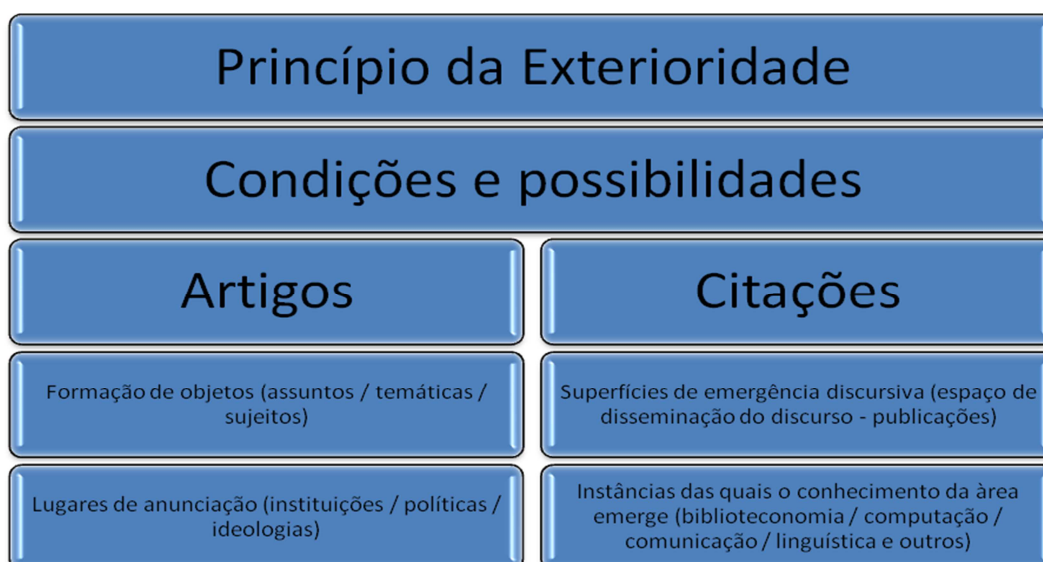 Princípio da Exterioridade
Condições e possibilidades
Artigos
Citações
Formação de objetos (assuntos / temáticas /
sujeitos)
Superfícies de emergência discursiva (espaço de
disseminação do discurso - publicações)
Lugares de anunciação (instituições / políticas /
ideologias)
Instâncias das quais o conhecimento da àrea
emerge (biblioteconomia / computação /
comunicação / linguística e outros)